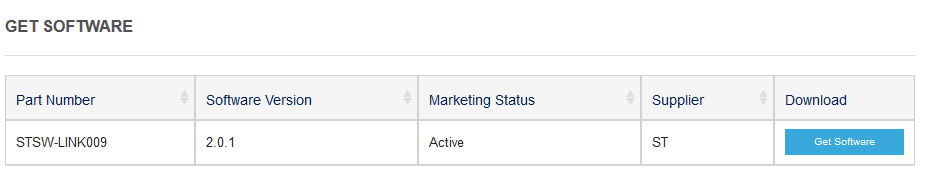 GET SOFTWARE
Part Number Software Version Marketing Status Supplier Download
STSW-LINK009 2.0.1 Active ST Get Software